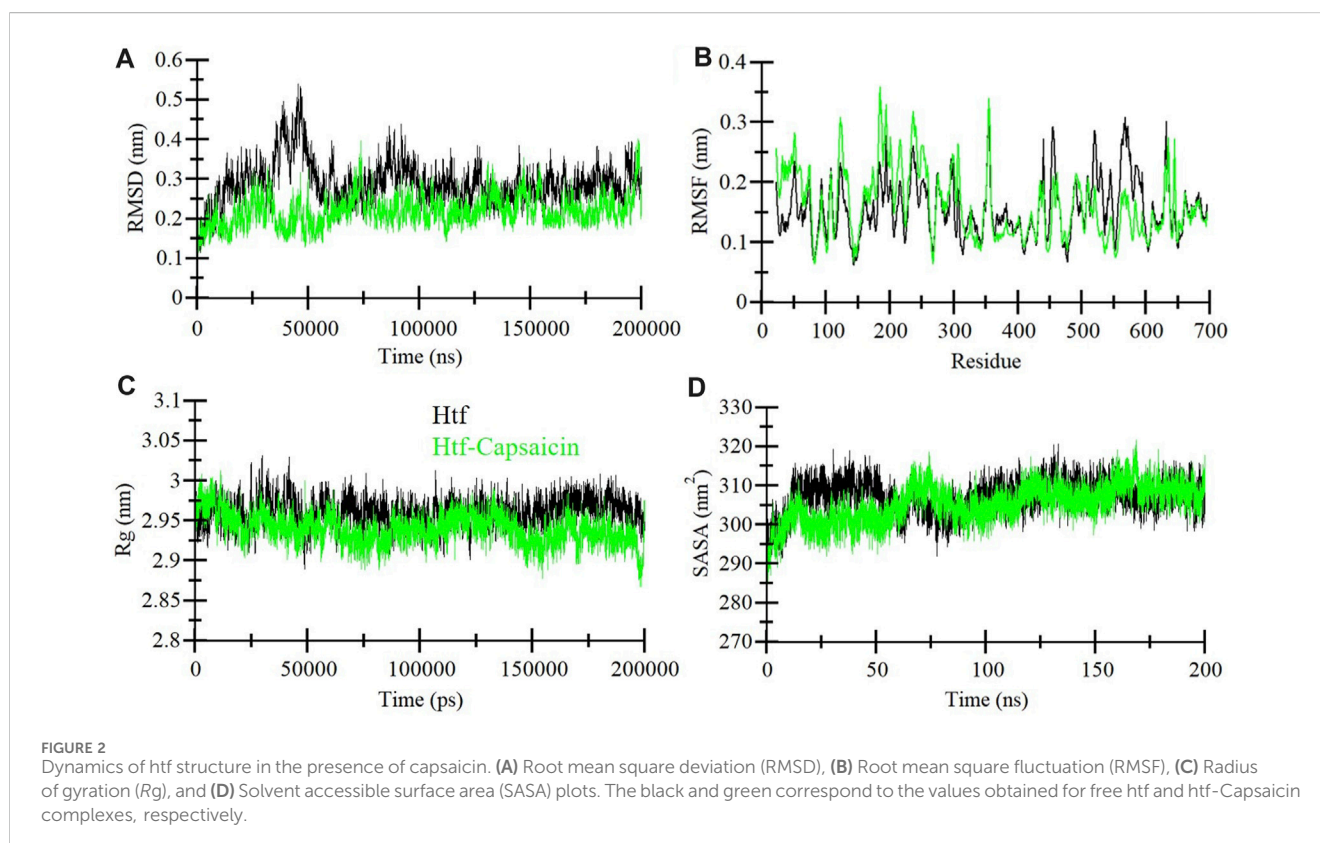 A
RMSD (nm)
0.6
0.5
0.4
0.3
0.2
0.1
0
0 50000 100000 150000 200000
Time (ns)
B
RMSF (nm)
0.4
0.3
0.2
0.1
0
0 100 200 300 400 500 600 700
Residue
C
Rg (nm)
3.1
3.05
3
2.95
2.9
2.85
2.8
Htf
Htf-Capsaicin
0 50000 100000 150000 200000
Time (ps)
D
SASA (nm²)
330
320
310
300
290
280
270
0 50 100 150 200
Time (ns)
FIGURE 2
Dynamics of htf structure in the presence of capsaicin. (A) Root mean square deviation (RMSD), (B) Root mean square fluctuation (RMSF), (C) Radius
of gyration (Rg), and (D) Solvent accessible surface area (SASA) plots. The black and green correspond to the values obtained for free htf and htf-Capsaicin
complexes, respectively.